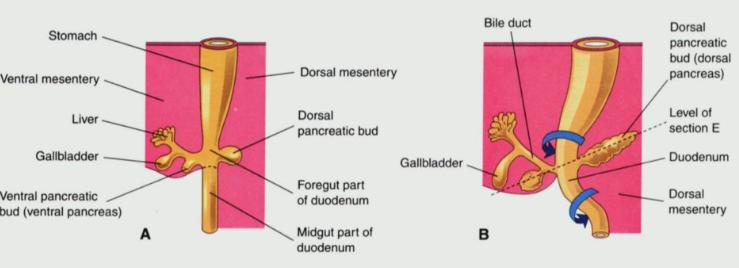 Stomach
Ventral mesentery
Liver
Gallbladder
Ventral pancreatic
bud (ventral pancreas)
A
Dorsal mesentery
Dorsal
pancreatic bud
Foregut part
of duodenum
Midgut part of
duodenum
Bile duct
Gallbladder
B
Dorsal
pancreatic
bud (dorsal
pancreas)
Level of
section E
Duodenum
Dorsal
mesentery